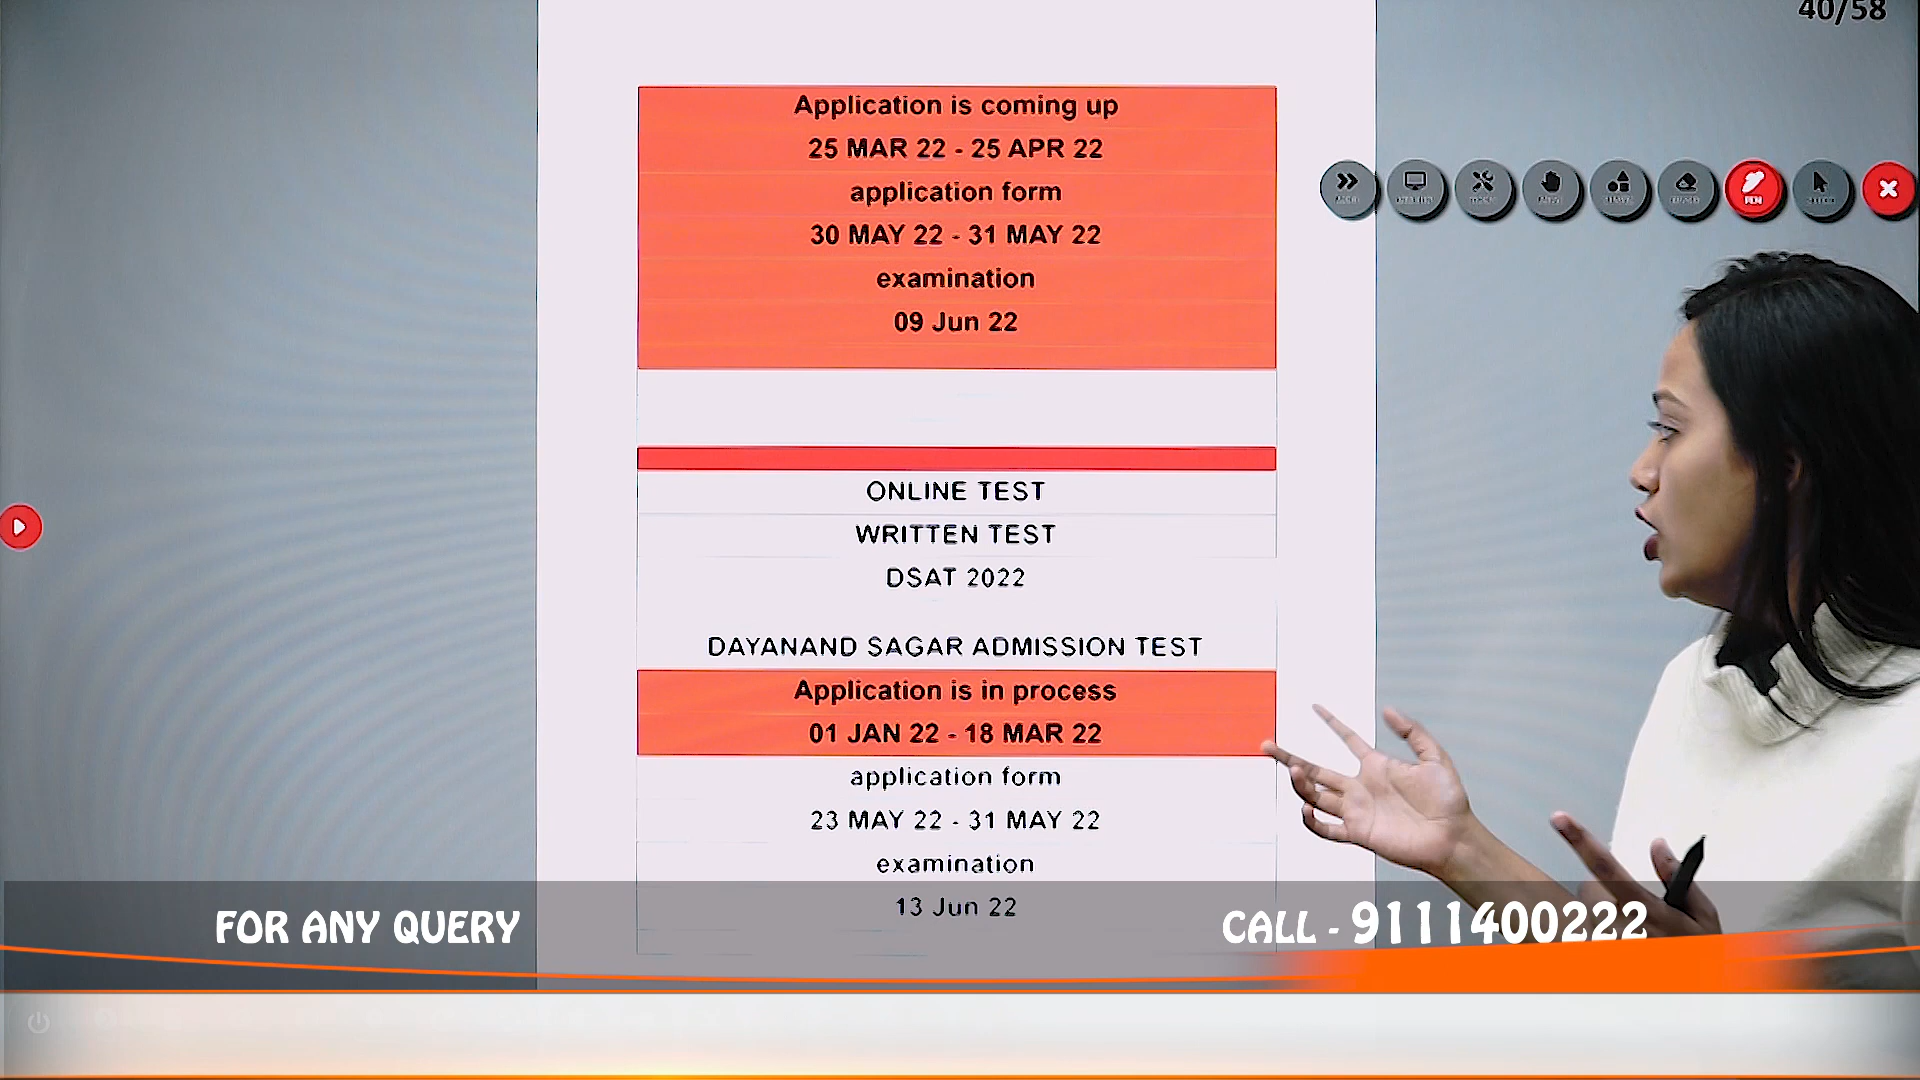 40/58
Application is coming up
25 MAR 22 - 25 APR 22
application form
30 MAY 22 - 31 MAY 22
examination
09 Jun 22
PEN
ONLINE TEST
WRITTEN TEST
DSAT 2022
DAYANAND SAGAR ADMISSION TEST
Application is in process
01 JAN 22 - 18 MAR 22
application form
23 MAY 22 - 31 MAY 22
examination
13 Jun 22
FOR ANY QUERY
CALL - 9111400222